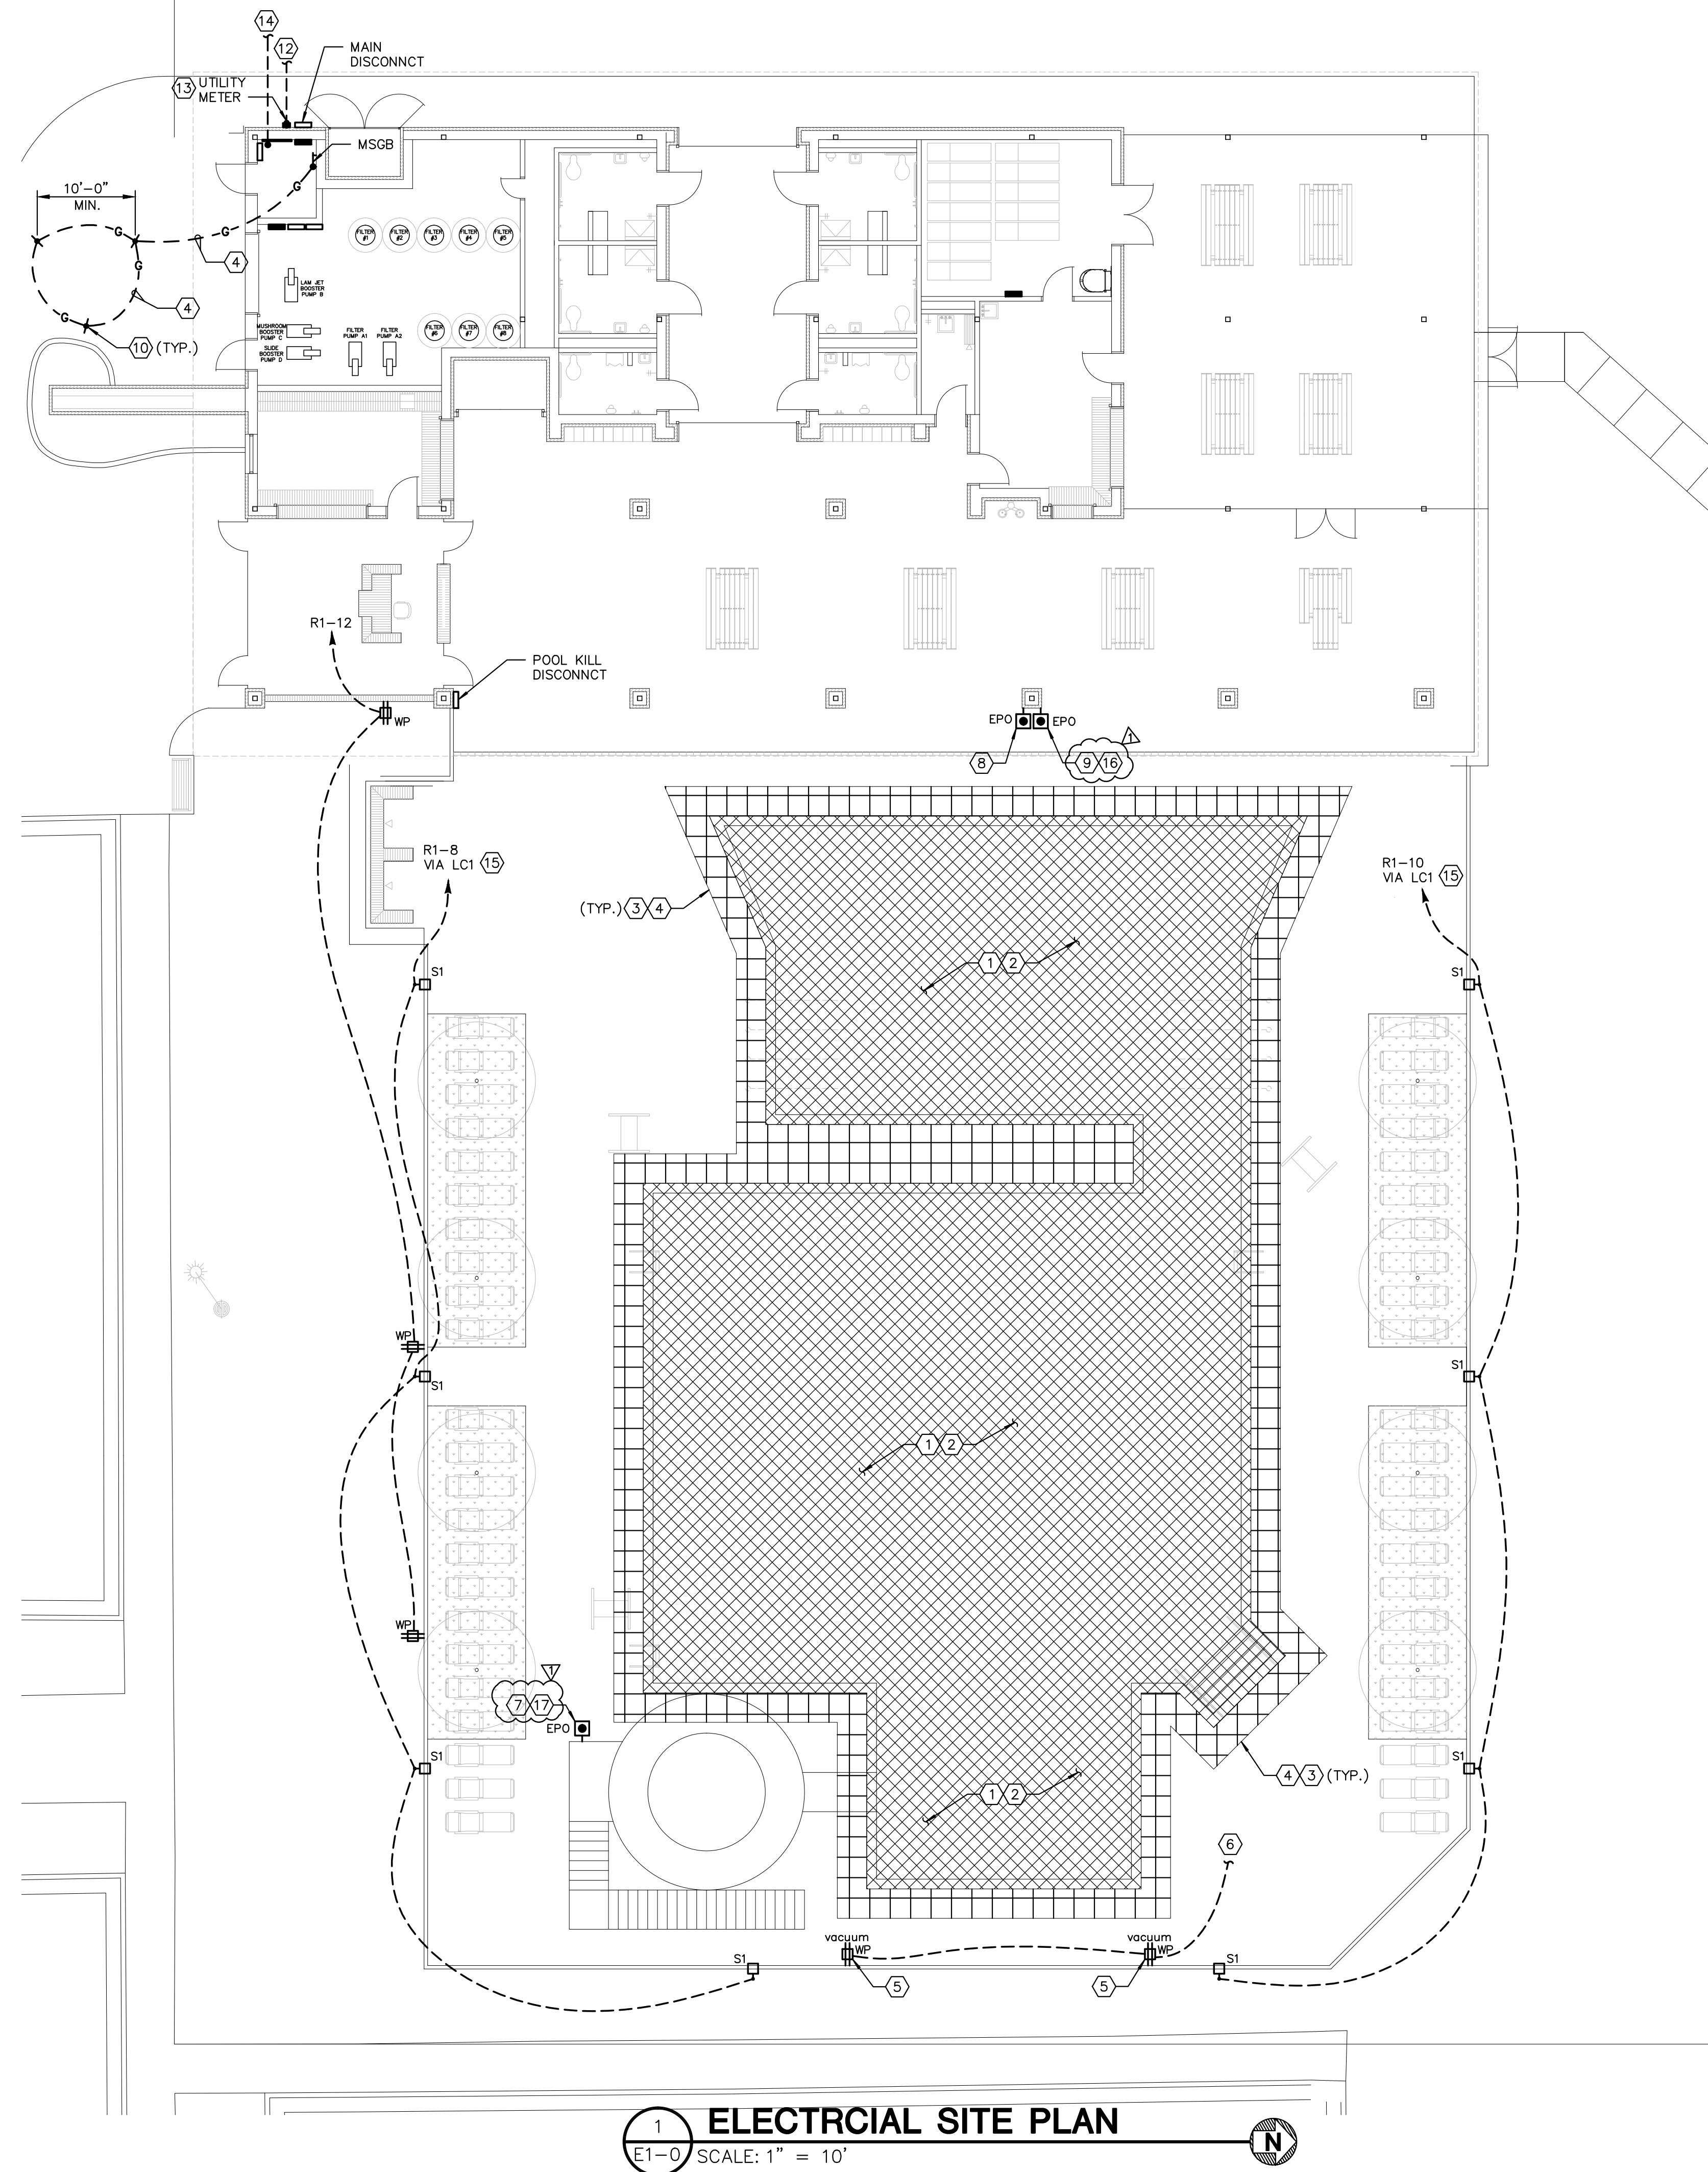 14
12
MAIN
DISCONNCT
13 UTILITY
METER
MSGB
G
10'-0"
MIN.
G
G
G
G
4
4
10 (TYP.)
FILTER
#1
FILTER
#2
FILTER
#3
FILTER
#4
FILTER
#5
LAM JET
BOOSTER
PUMP B
MUSHROOM
BOOSTER
PUMP C
SLIDE
BOOSTER
PUMP D
FILTER
PUMP A1
FILTER
PUMP A2
FILTER
#6
FILTER
#7
FILTER
#8
R1-12
POOL KILL
DISCONNCT
WP
EPO
EPO
8
9 16
1
R1-8
VIA LC1 15
R1-10
VIA LC1 15
(TYP.) 3 4
1 2
S1
S1
WP
S1
S1
1 2
WP
1
7 17
EPO
S1
S1
4 3 (TYP.)
1 2
6
vacuum
WP
vacuum
WP
S1
S1
5
5
1
E1-0
ELECTRCIAL SITE PLAN
SCALE: 1" = 10'
N